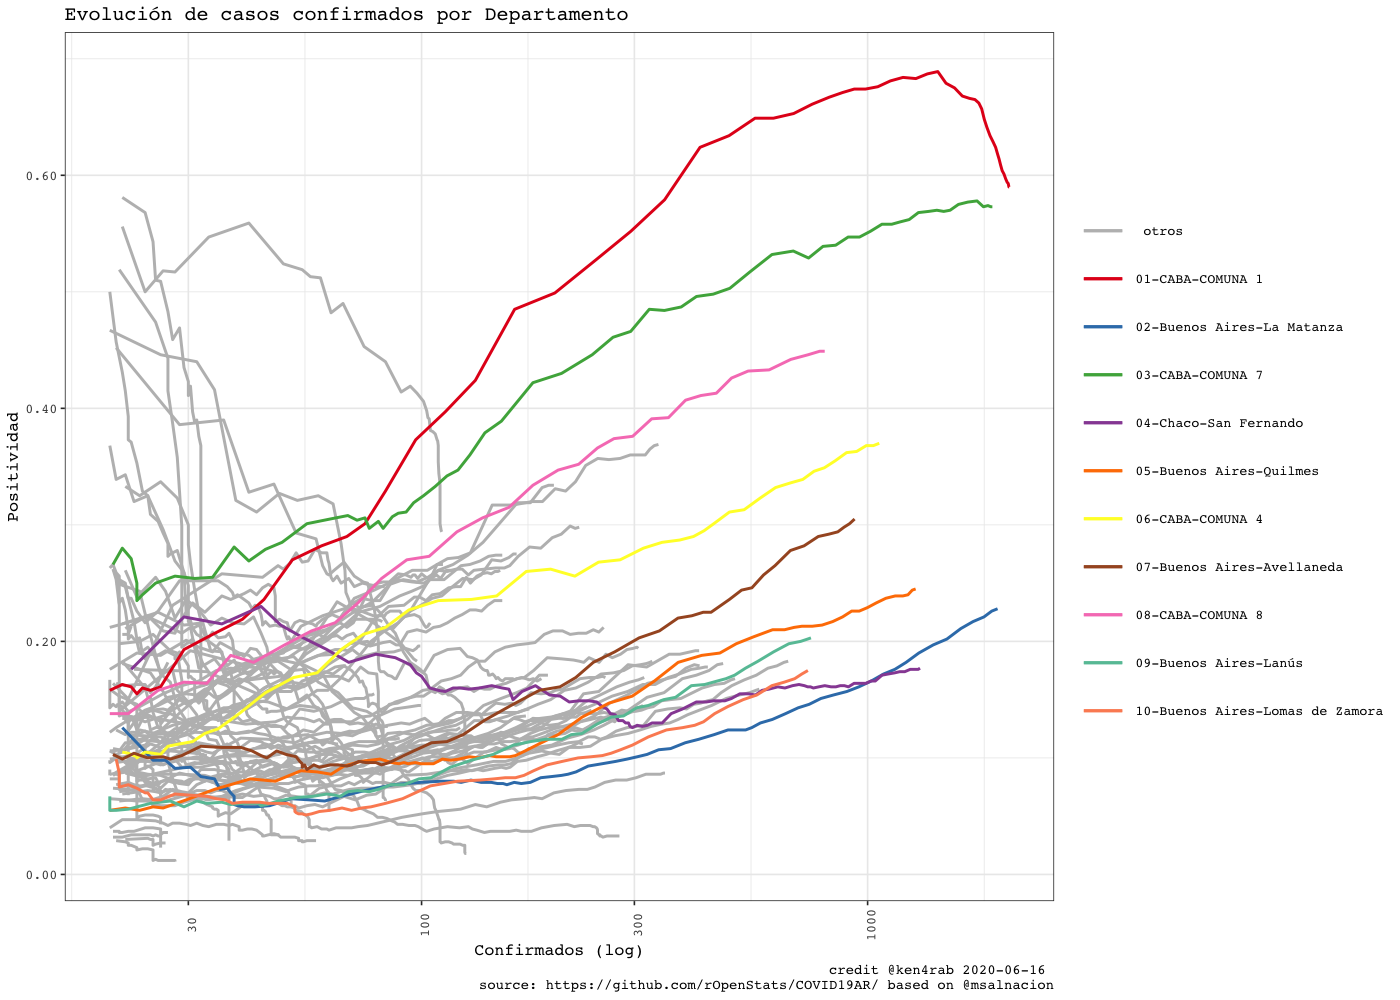 Evolución de casos confirmados por Departamento
Positividad
0.60
0.40
0.20
0.00
30
100
300
1000
Confirmados (log)
otros
01-CABA-COMUNA 1
02-Buenos Aires-La Matanza
03-CABA-COMUNA 7
04-Chaco-San Fernando
05-Buenos Aires-Quilmes
06-CABA-COMUNA 4
07-Buenos Aires-Avellaneda
08-CABA-COMUNA 8
09-Buenos Aires-Lanús
10-Buenos Aires-Lomas de Zamora
credit @ken4rab 2020-06-16
source: https://github.com/rOpenStats/COVID19AR/ based on @msalnacion